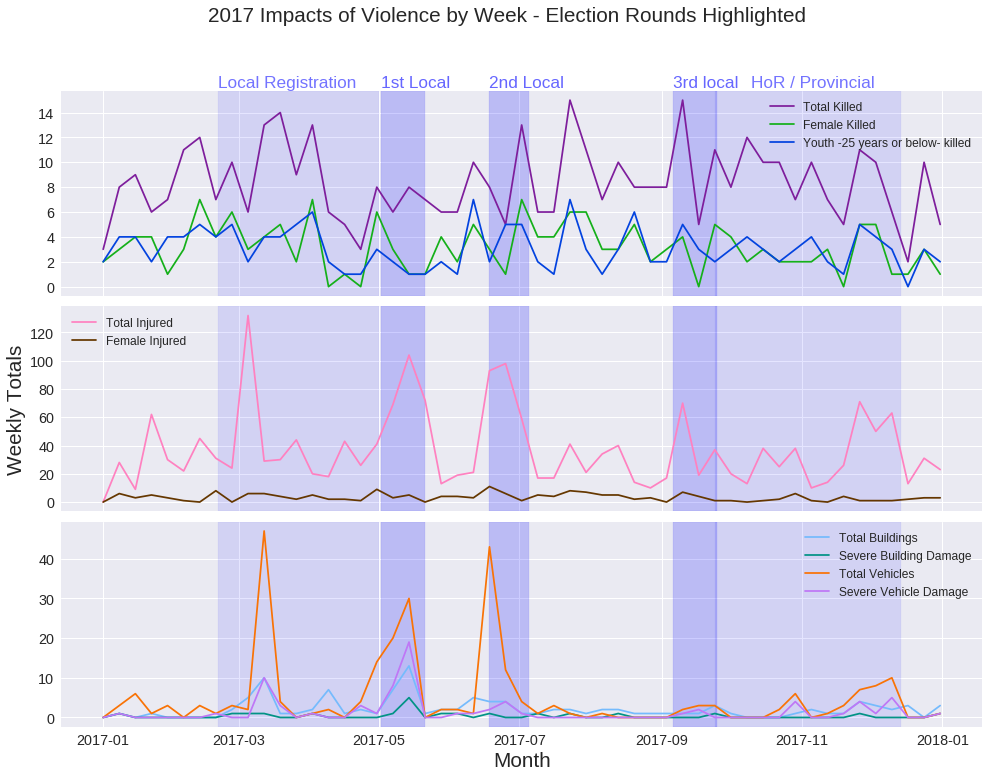 2017 Impacts of Violence by Week - Election Rounds Highlighted
Local Registration
1st Local
2nd Local
3rd local
HoR / Provincial
14
12
10
8
6
4
2
0
Total Killed
Female Killed
Youth -25 years or below- killed
120
100
80
60
40
20
0
Total Injured
Female Injured
Weekly Totals
40
30
20
10
0
Total Buildings
Severe Building Damage
Total Vehicles
Severe Vehicle Damage
2017-01
2017-03
2017-05
2017-07
2017-09
2017-11
2018-01
Month